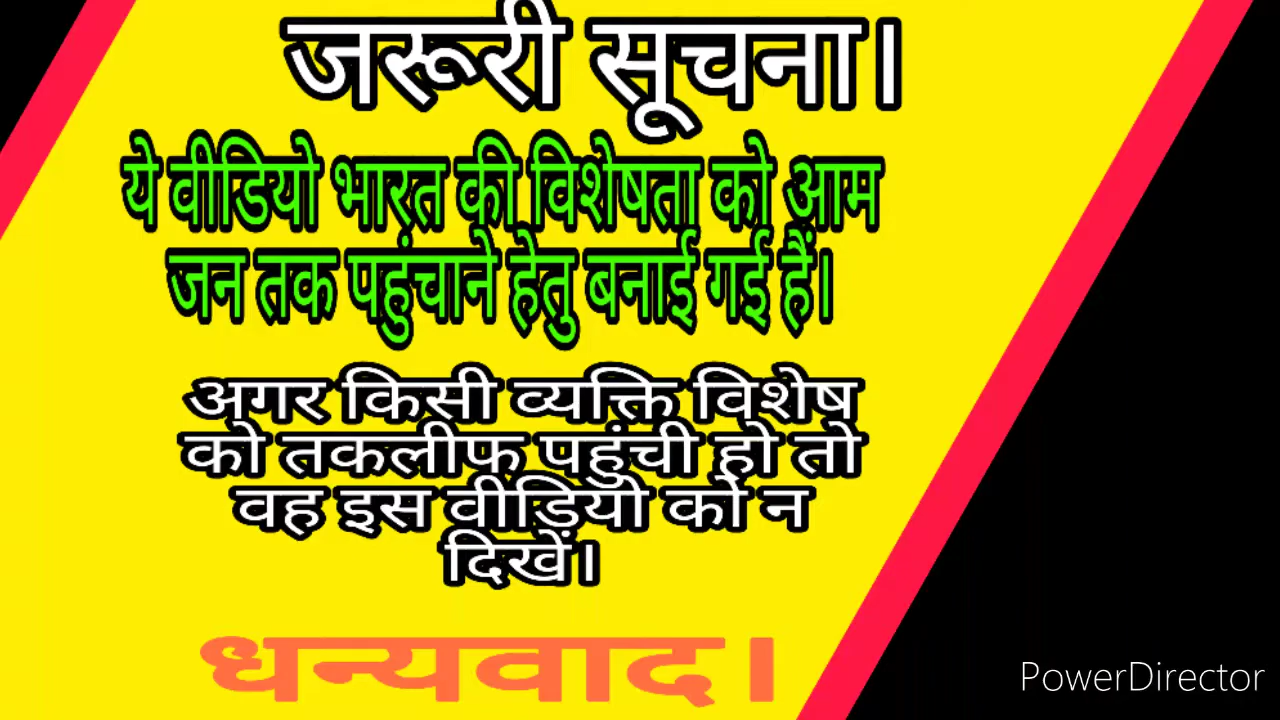 जरूरी सूचना।
ये वीडियो भारत की विशेषता को आम
जन तक पहुंचाने हेतु बनाई गई हैं।
अगर किसी व्यक्ति विशेष
को तकलीफ पहुंची हो तो
वह इस वीडियो को न
दिखें।
धन्यवाद।
PowerDirector